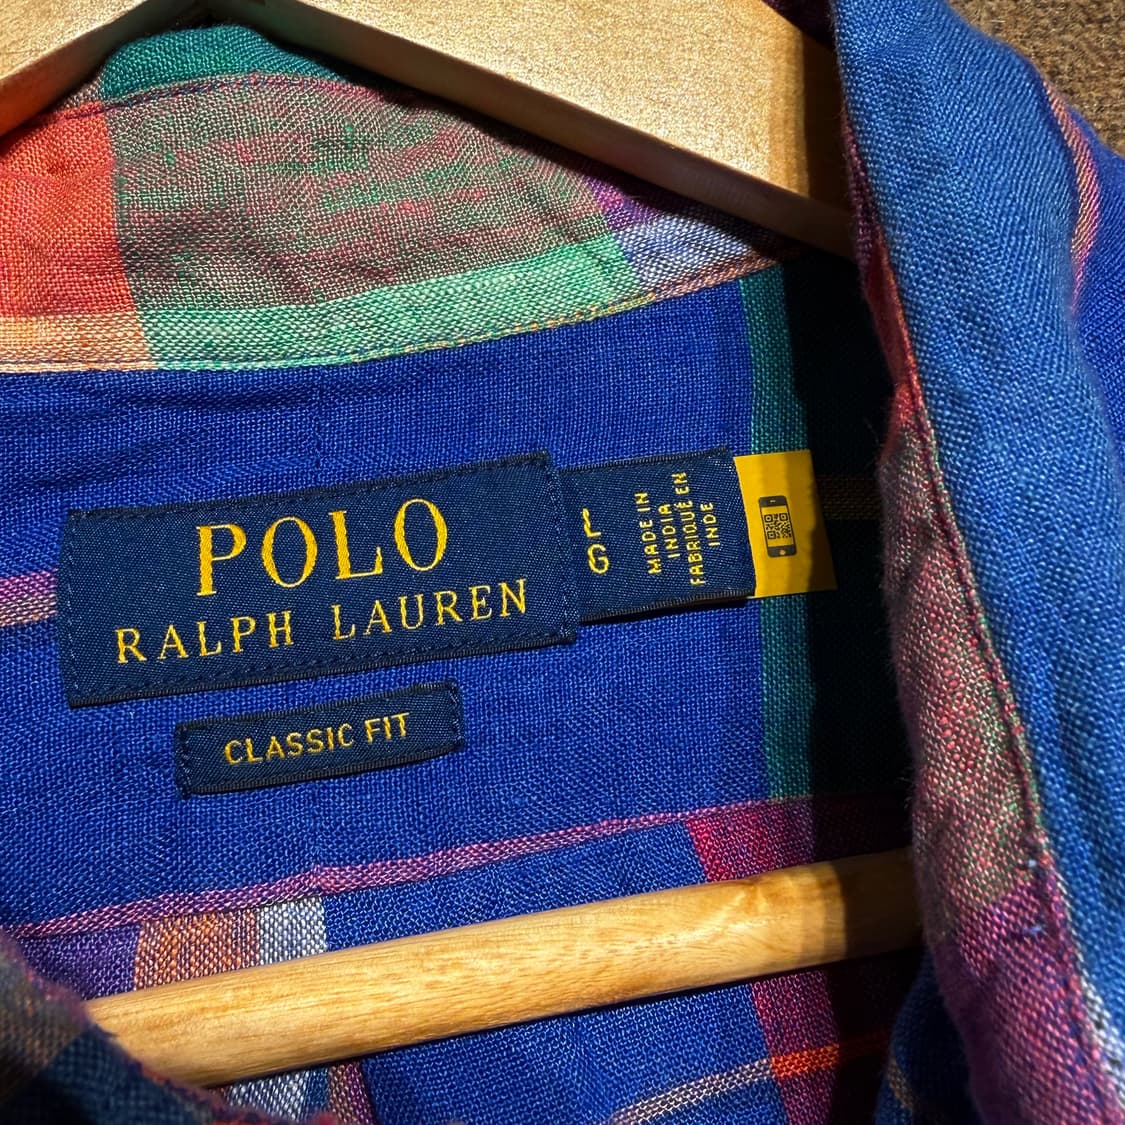 POLO
RALPH LAUREN
CLASSIC FIT
L
G
MADE IN
INDIA
FABRIQUÉ EN
INDE